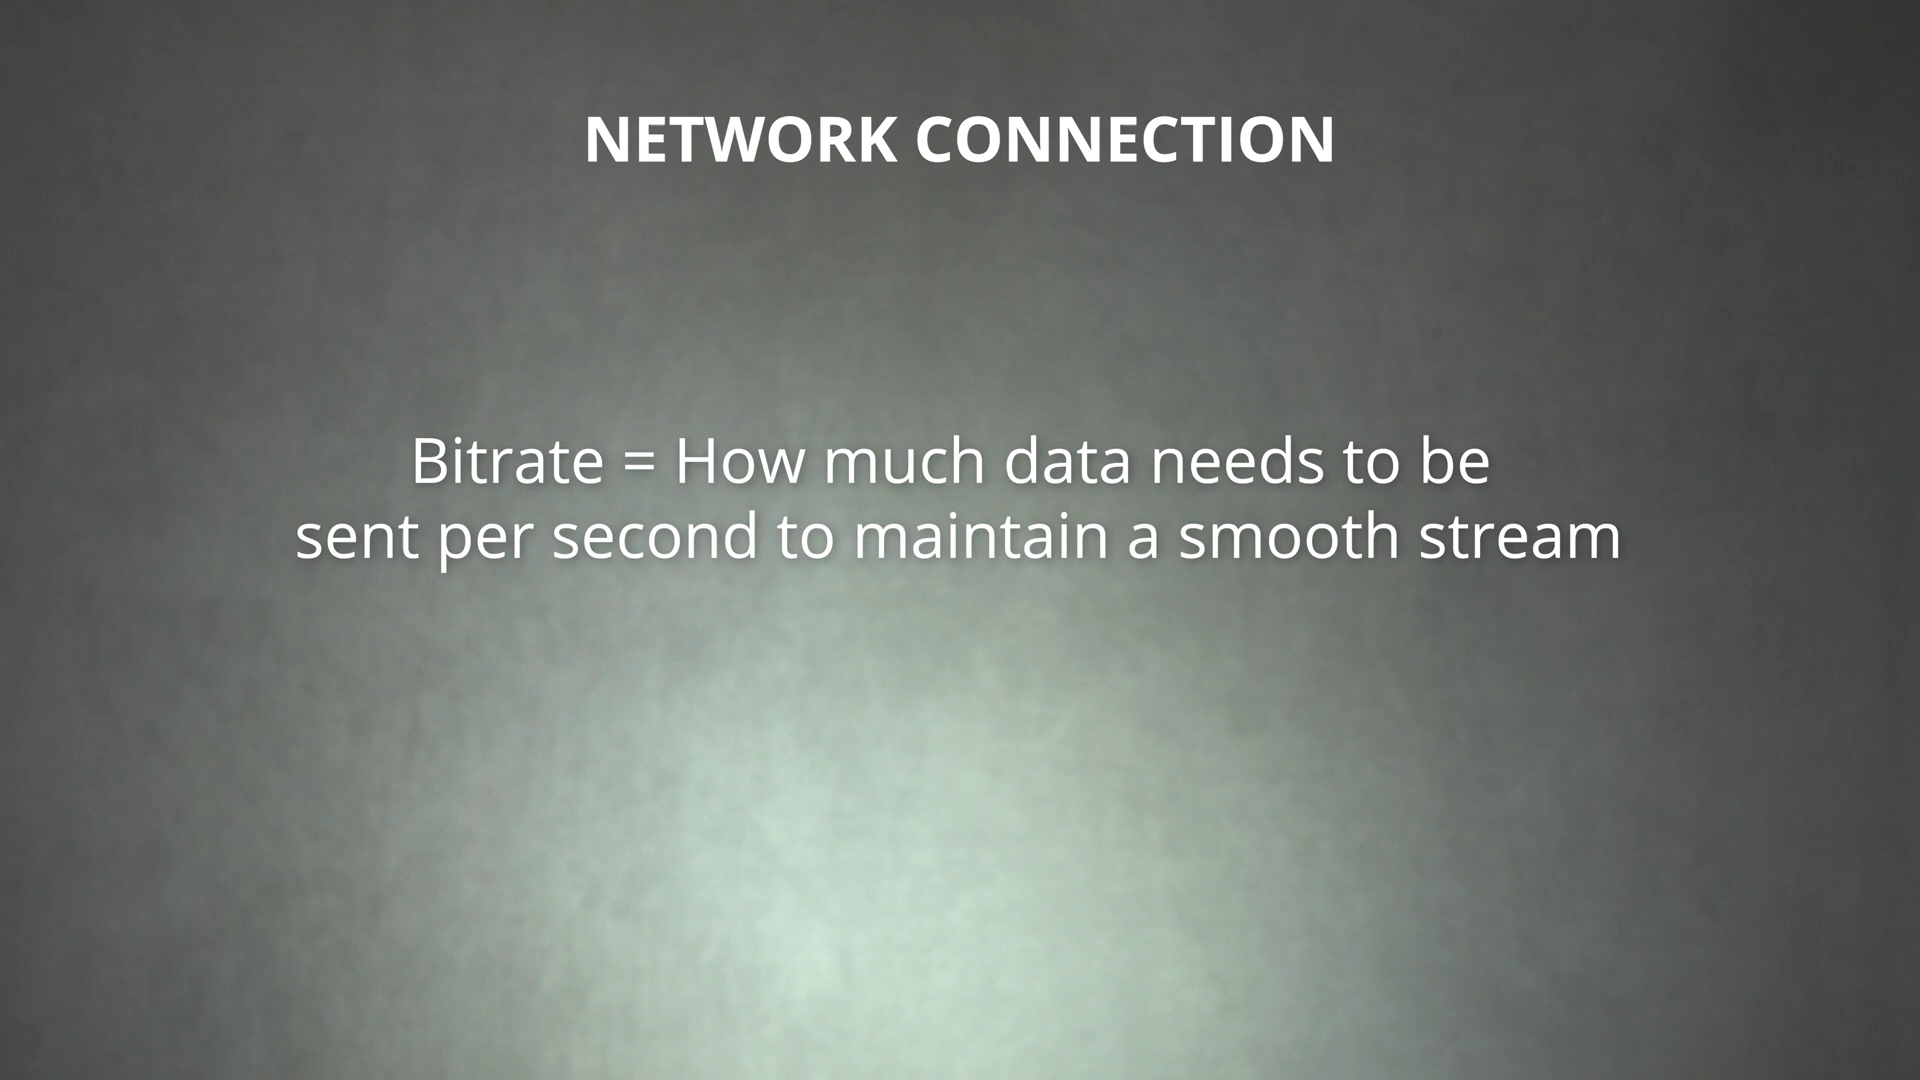 NETWORK CONNECTION
Bitrate = How much data needs to be
sent per second to maintain a smooth stream